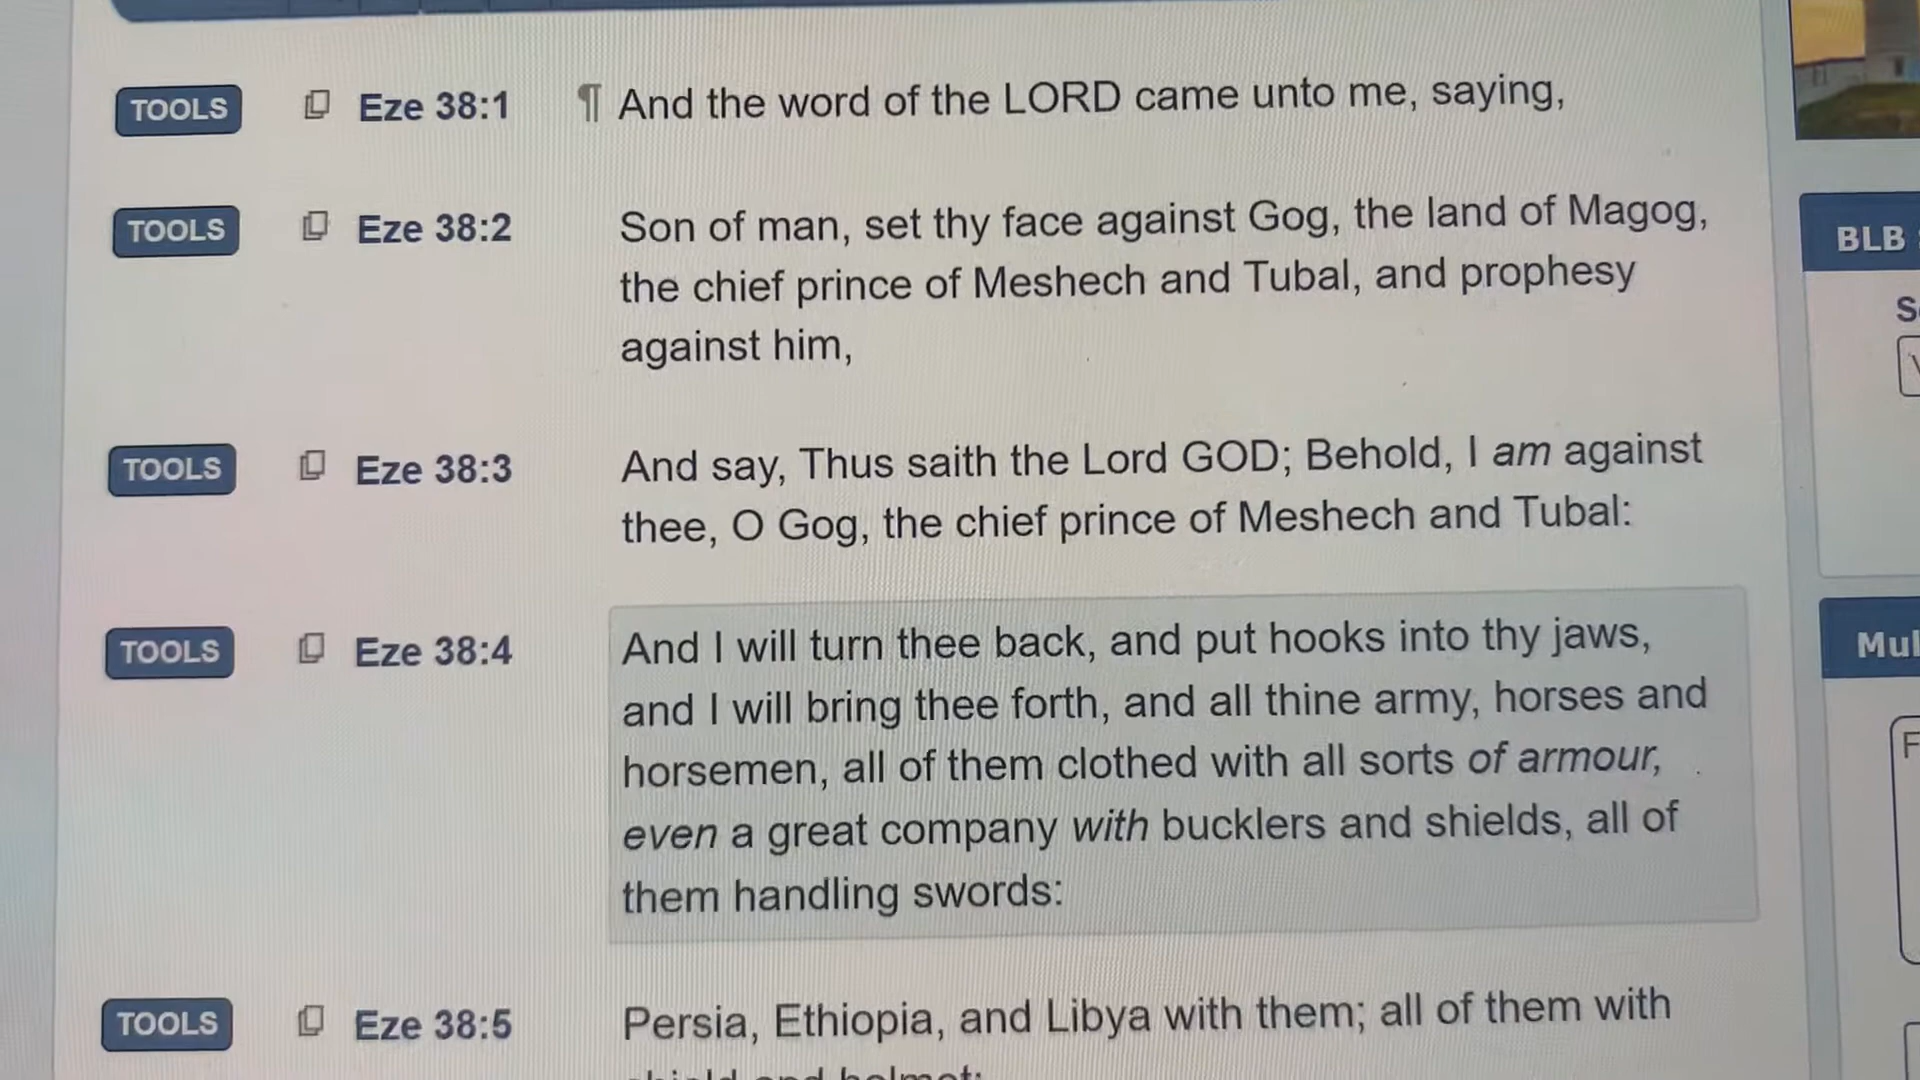 TOOLS Eze 38:1 ¶ And the word of the LORD came unto me, saying,
TOOLS Eze 38:2 Son of man, set thy face against Gog, the land of Magog,
the chief prince of Meshech and Tubal, and prophesy
against him,
TOOLS Eze 38:3 And say, Thus saith the Lord GOD; Behold, I am against
thee, O Gog, the chief prince of Meshech and Tubal:
TOOLS Eze 38:4 And I will turn thee back, and put hooks into thy jaws,
and I will bring thee forth, and all thine army, horses and
horsemen, all of them clothed with all sorts of armour,
even a great company with bucklers and shields, all of
them handling swords:
TOOLS Eze 38:5 Persia, Ethiopia, and Libya with them; all of them with
shield and helmet:
BLB